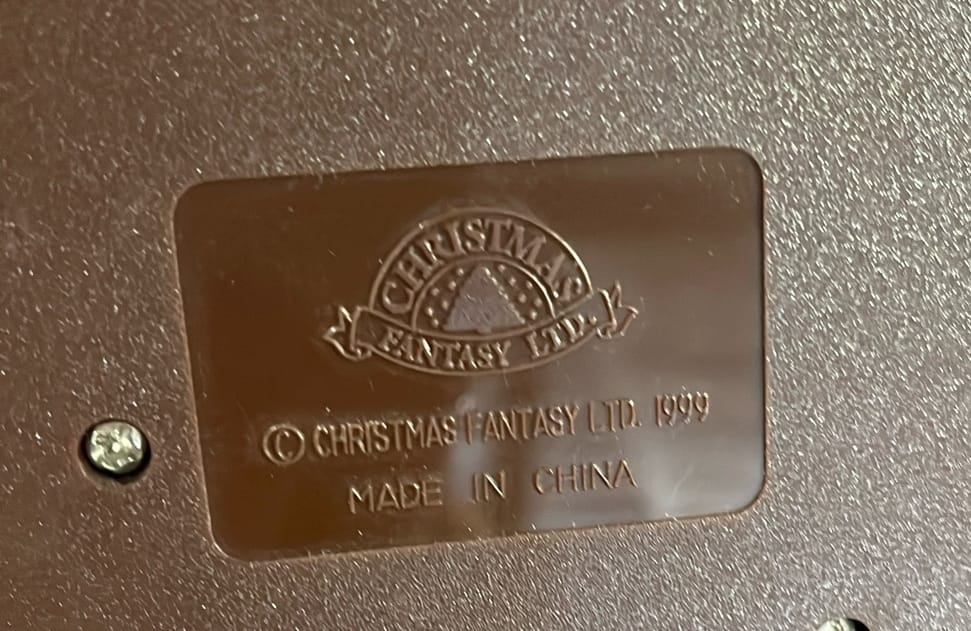 CHRISTMAS
FANTASY LTD.
© CHRISTMAS FANTASY LTD. 1999
MADE IN CHINA